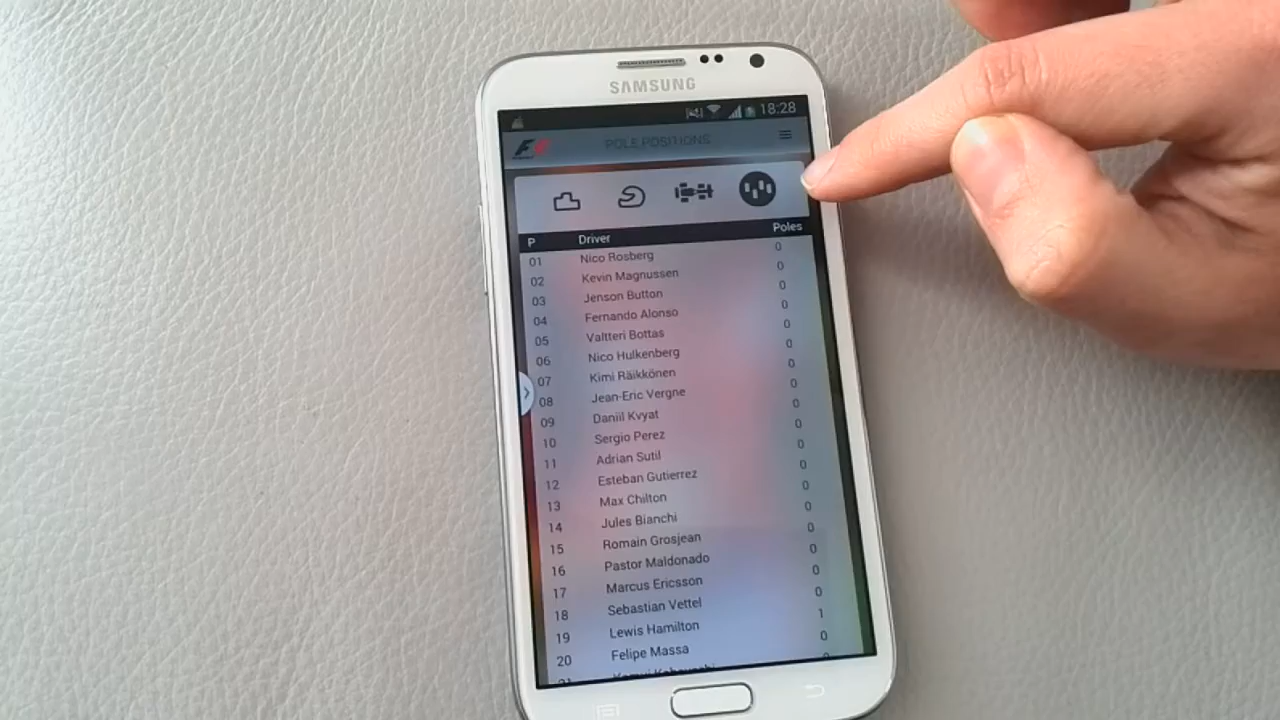 SAMSUNG
18:28
F1 POLE POSITIONS
P Driver Poles
01 Nico Rosberg 0
02 Kevin Magnussen 0
03 Jenson Button 0
04 Fernando Alonso 0
05 Valtteri Bottas 0
06 Nico Hulkenberg 0
07 Kimi Räikkönen 0
08 Jean-Eric Vergne 0
09 Daniil Kvyat 0
10 Sergio Perez 0
11 Adrian Sutil 0
12 Esteban Gutierrez 0
13 Max Chilton 0
14 Jules Bianchi 0
15 Romain Grosjean 0
16 Pastor Maldonado 0
17 Marcus Ericsson 0
18 Sebastian Vettel 0
19 Lewis Hamilton 1
20 Felipe Massa 0